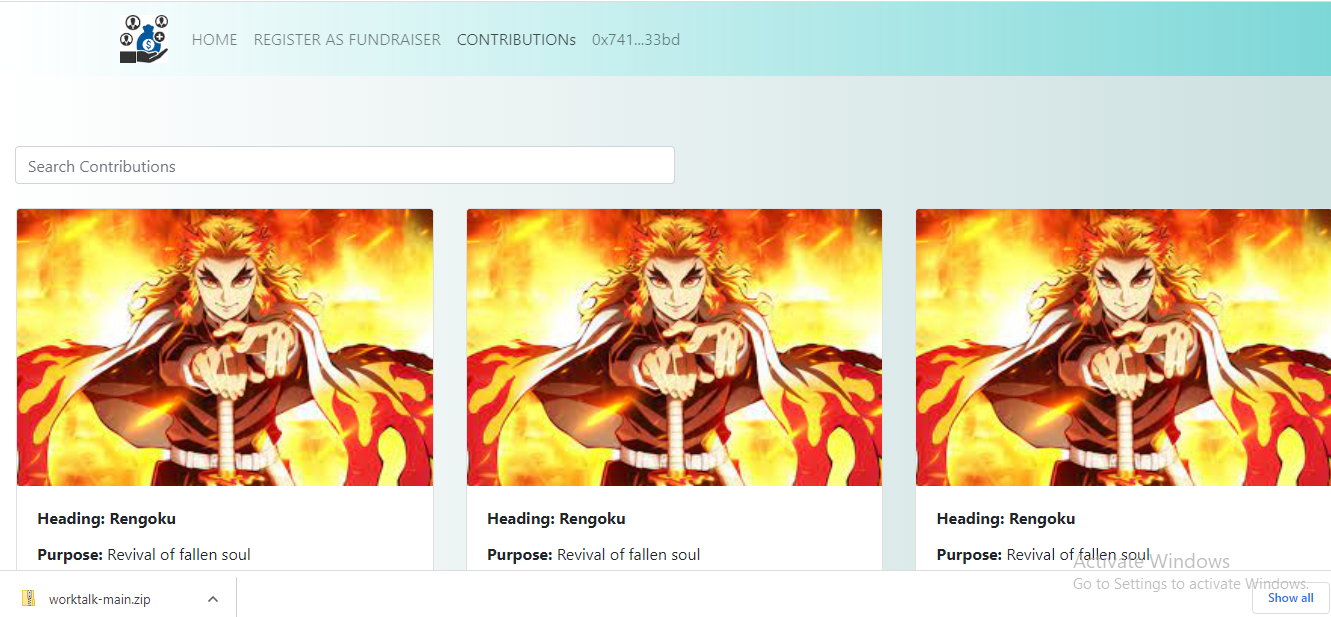 HOME REGISTER AS FUNDRAISER CONTRIBUTIONs 0x741...33bd
Search Contributions
Heading: Rengoku Heading: Rengoku Heading: Rengoku
Purpose: Revival of fallen soul Purpose: Revival of fallen soul Purpose: Revival of fallen soul
Activate Windows
Go to Settings to activate Windows.
worktalk-main.zip Show all
$